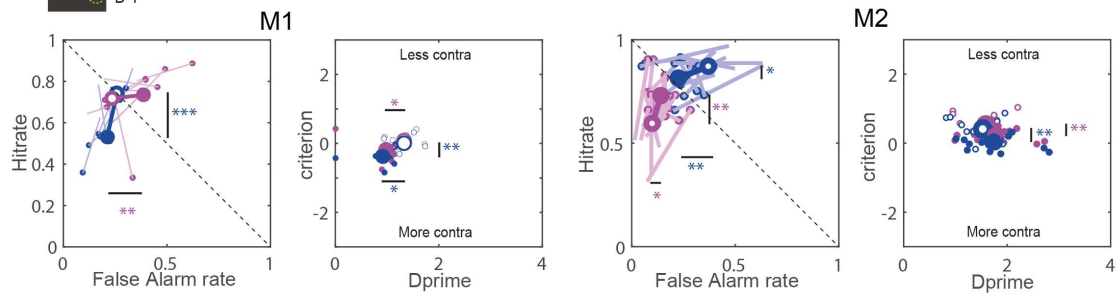 M1
M2
1
0.8
0.6
0.4
0.2
0
Hitrate
0
0.5
1
False Alarm rate
***
**
2
0
-2
criterion
Less contra
More contra
*
**
*
0
2
4
Dprime
1
0.5
0
Hitrate
0
0.5
1
False Alarm rate
*
**
**
*
2
0
-2
criterion
Less contra
More contra
**
**
0
2
4
Dprime